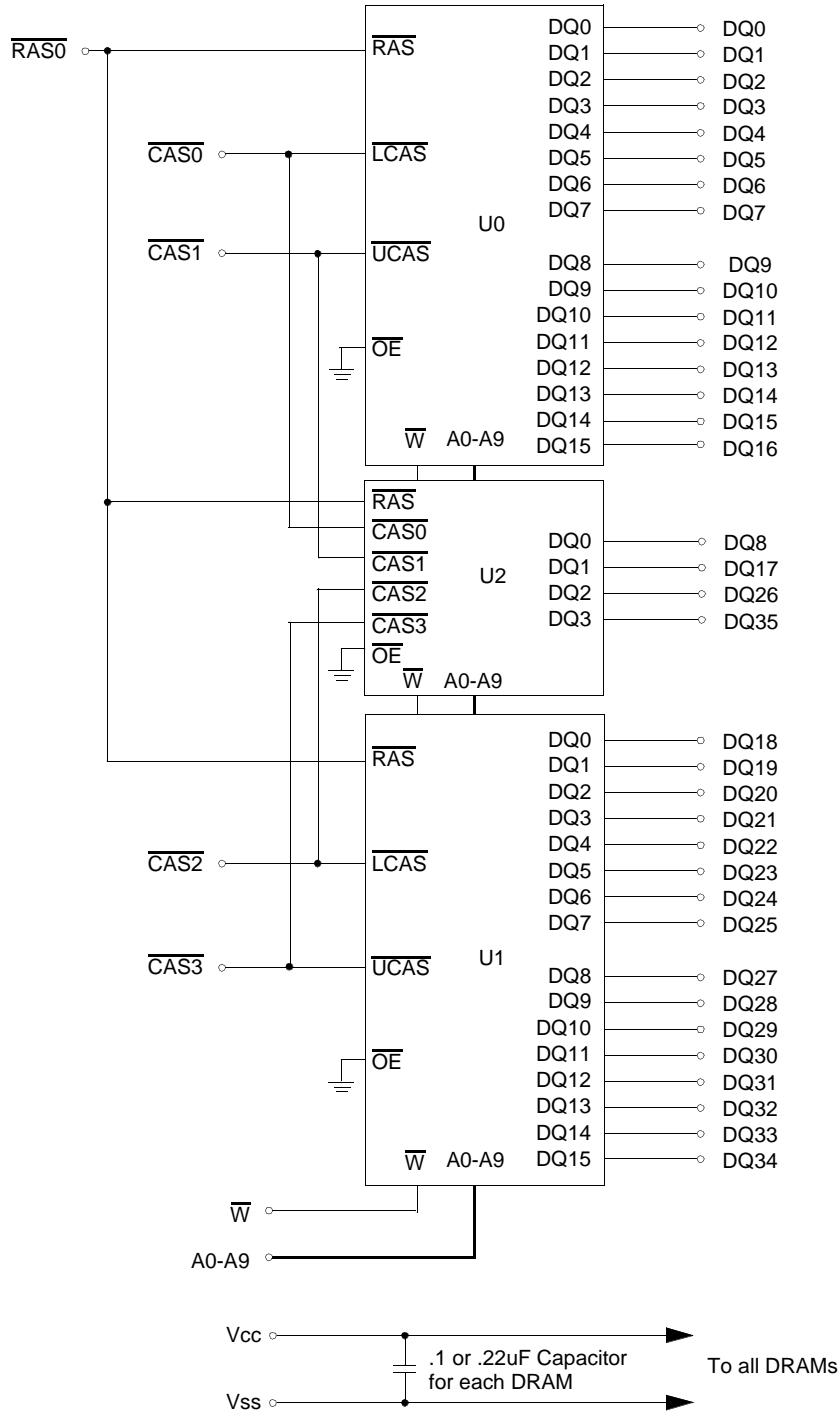 RAS0
RAS
CAS0
LCAS
CAS1
UCAS
OE
U0
W A0-A9
DQ0 DQ0
DQ1 DQ1
DQ2 DQ2
DQ3 DQ3
DQ4 DQ4
DQ5 DQ5
DQ6 DQ6
DQ7 DQ7
DQ8 DQ9
DQ9 DQ10
DQ10 DQ11
DQ11 DQ12
DQ12 DQ13
DQ13 DQ14
DQ14 DQ15
DQ15 DQ16
RAS
CAS0
CAS1
CAS2
CAS3
OE
U2
W A0-A9
DQ0 DQ8
DQ1 DQ17
DQ2 DQ26
DQ3 DQ35
RAS
CAS2
LCAS
CAS3
UCAS
OE
U1
W A0-A9
DQ0 DQ18
DQ1 DQ19
DQ2 DQ20
DQ3 DQ21
DQ4 DQ22
DQ5 DQ23
DQ6 DQ24
DQ7 DQ25
DQ8 DQ27
DQ9 DQ28
DQ10 DQ29
DQ11 DQ30
DQ12 DQ31
DQ13 DQ32
DQ14 DQ33
DQ15 DQ34
W
A0-A9
Vcc
.1 or .22uF Capacitor
for each DRAM
To all DRAMs
Vss